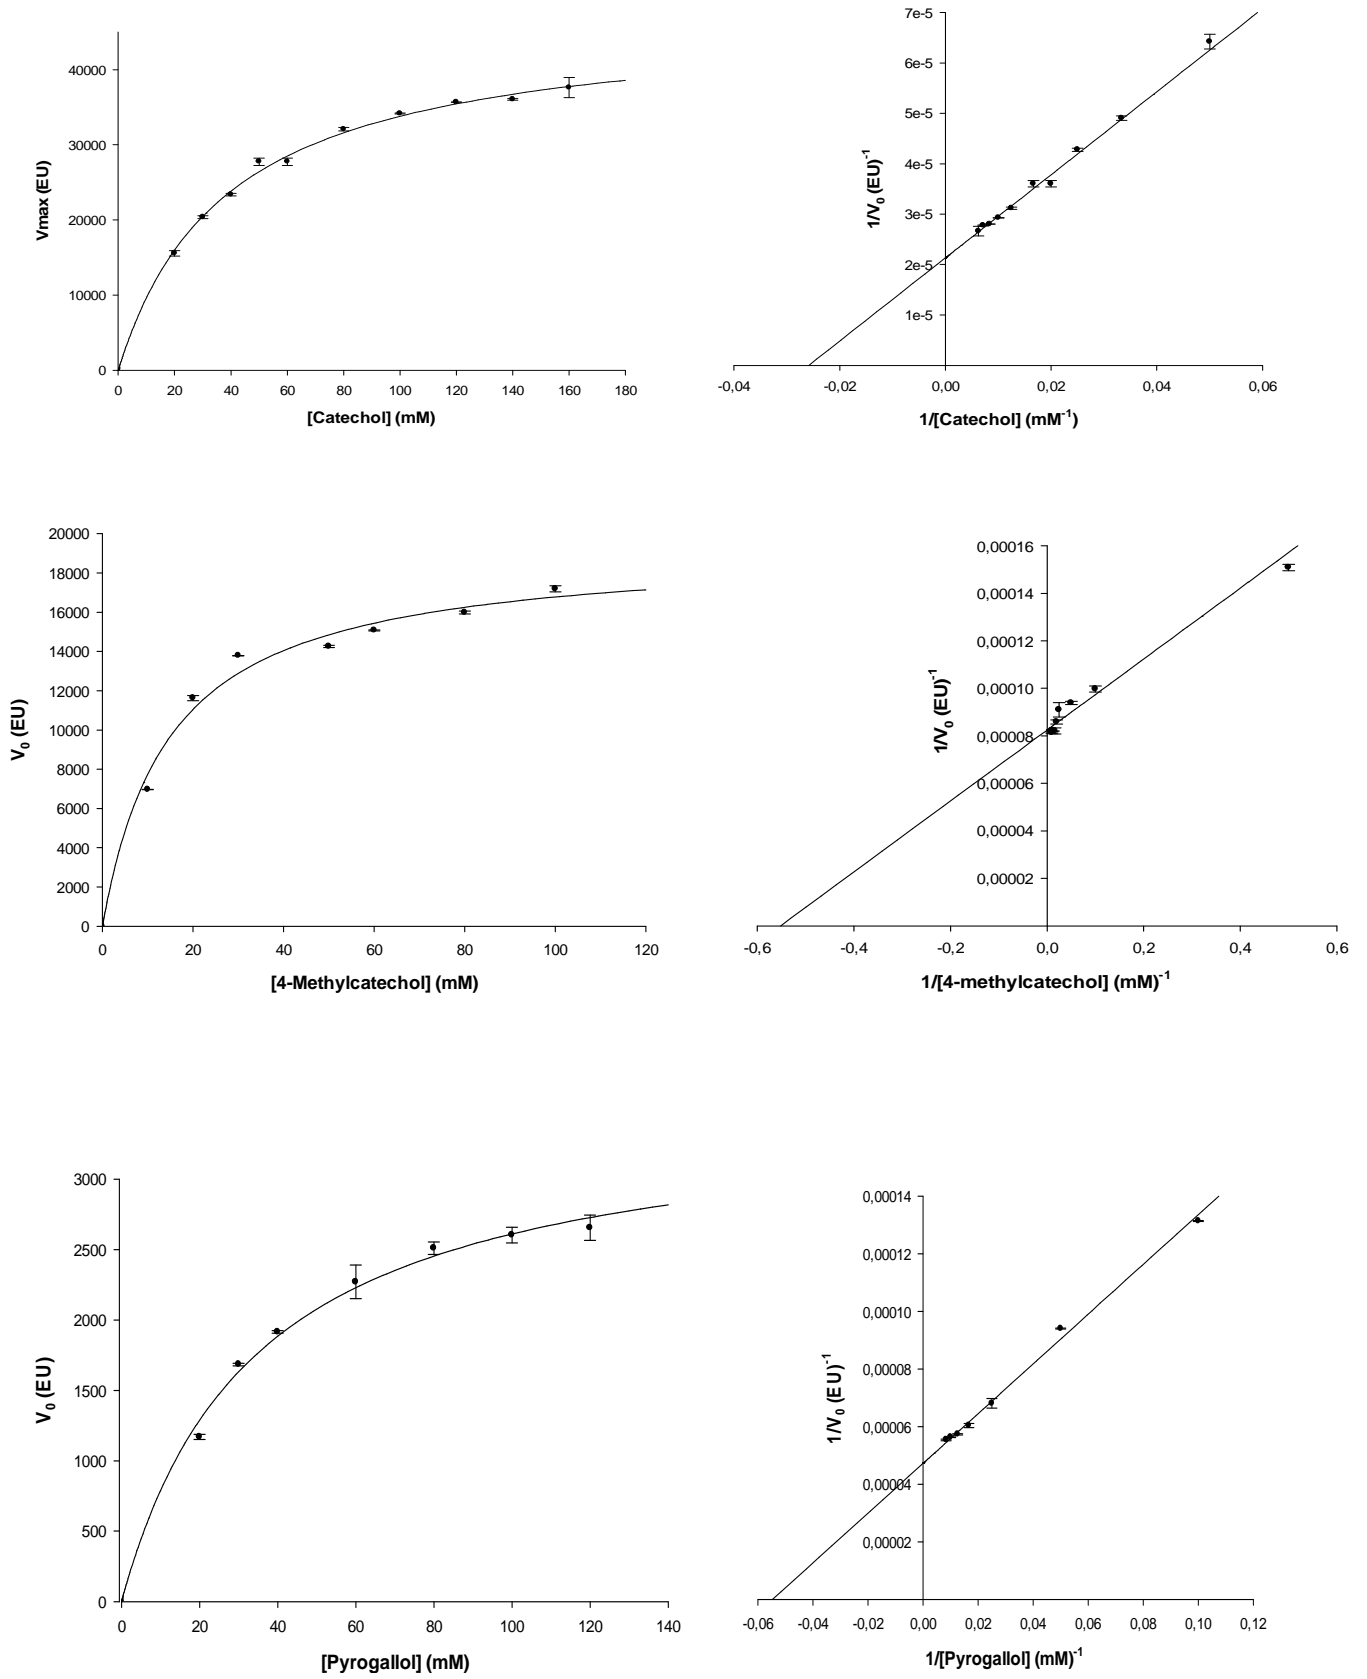 40000
30000
20000
10000
0
Vmax (EU)
0 20 40 60 80 100 120 140 160 180
[Catechol] (mM)
7e-5
6e-5
5e-5
4e-5
3e-5
2e-5
1e-5
1/V0 (EU)-1
-0,04 -0,02 0,00 0,02 0,04 0,06
1/[Catechol] (mM-1)
20000
18000
16000
14000
12000
10000
8000
6000
4000
2000
0
V0 (EU)
0 20 40 60 80 100 120
[4-Methylcatechol] (mM)
0,00016
0,00014
0,00012
0,00010
0,00008
0,00006
0,00004
0,00002
1/V0 (EU)-1
-0,6 -0,4 -0,2 0,0 0,2 0,4 0,6
1/[4-methylcatechol] (mM)-1
3000
2500
2000
1500
1000
500
0
V0 (EU)
0 20 40 60 80 100 120 140
[Pyrogallol] (mM)
0,00014
0,00012
0,00010
0,00008
0,00006
0,00004
0,00002
1/V0 (EU)-1
-0,06 -0,04 -0,02 0,00 0,02 0,04 0,06 0,08 0,10 0,12
1/[Pyrogallol] (mM)-1